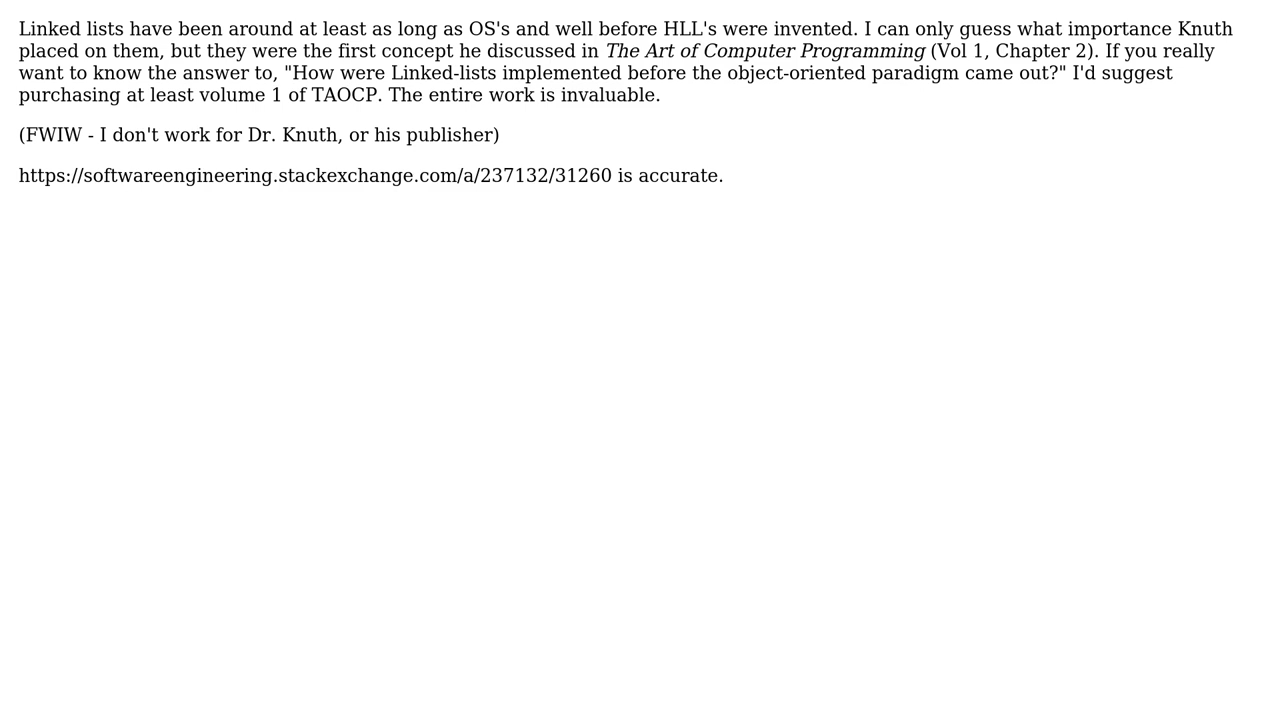 Linked lists have been around at least as long as OS's and well before HLL's were invented. I can only guess what importance Knuth
placed on them, but they were the first concept he discussed in The Art of Computer Programming (Vol 1, Chapter 2). If you really
want to know the answer to, "How were Linked-lists implemented before the object-oriented paradigm came out?" I'd suggest
purchasing at least volume 1 of TAOCP. The entire work is invaluable.
(FWIW - I don't work for Dr. Knuth, or his publisher)
https://softwareengineering.stackexchange.com/a/237132/31260 is accurate.